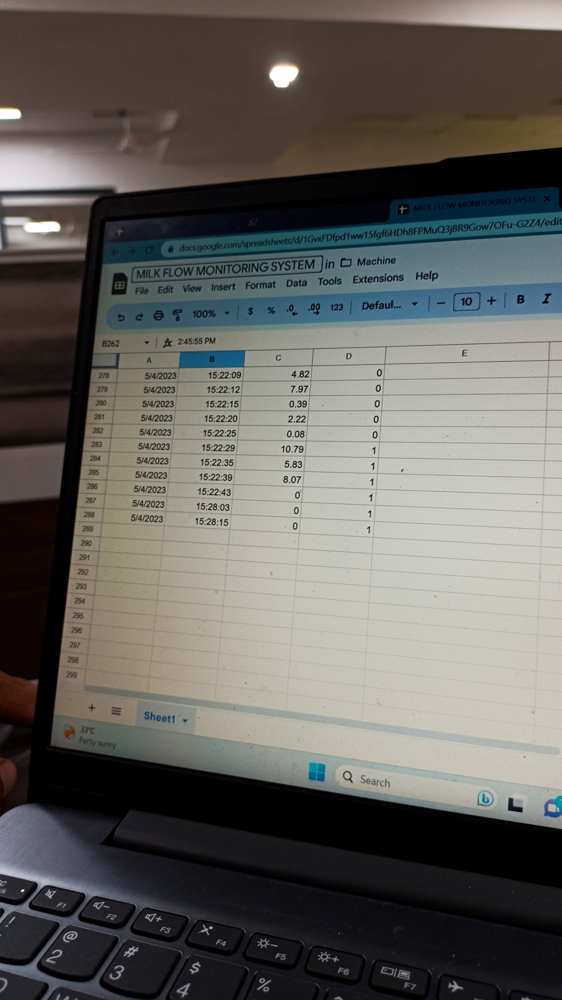 MILK FLOW MONITORING SYSTE ×
docs.google.com/spreadsheets/d/1GvxFDfpd1ww15fgf6HDh8FPMuQ3j8R9Gow7OFu-G2Z4/edit
MILK FLOW MONITORING SYSTEM in Machine
File Edit View Insert Format Data Tools Extensions Help
100% $ % .0 .00 123 Defaul... − 10 + B I
B262 fx 2:45:55 PM
A B C D E
278 5/4/2023 15:22:09 4.82 0
279 5/4/2023 15:22:12 7.97 0
280 5/4/2023 15:22:15 0.39 0
281 5/4/2023 15:22:20 2.22 0
282 5/4/2023 15:22:25 0.08 0
283 5/4/2023 15:22:29 10.79 1
284 5/4/2023 15:22:35 5.83 1
285 5/4/2023 15:22:39 8.07 1
286 5/4/2023 15:22:43 0 1
287 5/4/2023 15:28:03 0 1
288 5/4/2023 15:28:15 0 1
289
290
291
292
293
294
295
296
297
298
299
+ Sheet1
33°C
Partly sunny
Search
F1 F2 F3 F4 F5 F6 F7
! @ # $ %
2 3 4